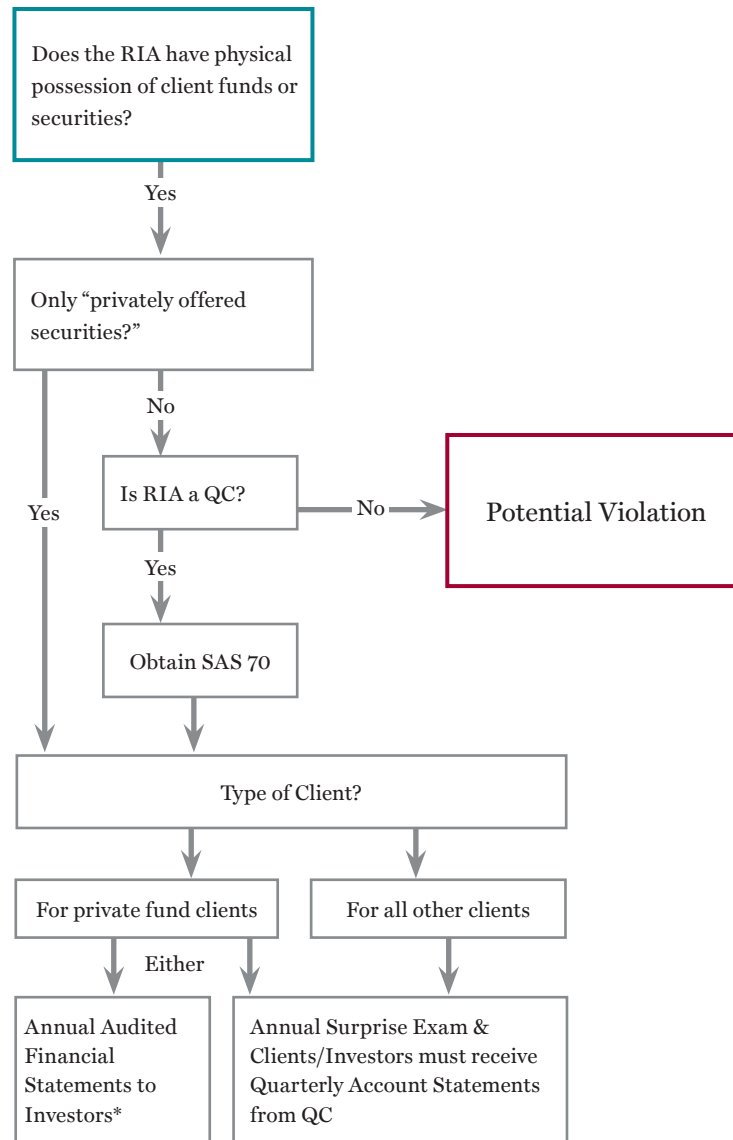 Does the RIA have physical
possession of client funds or
securities?
Yes
Only “privately offered
securities?”
No
Is RIA a QC?
Yes
No
Potential Violation
Yes
Obtain SAS 70
Type of Client?
For private fund clients
For all other clients
Either
Annual Audited
Financial
Statements to
Investors*
Annual Surprise Exam &
Clients/Investors must receive
Quarterly Account Statements
from QC